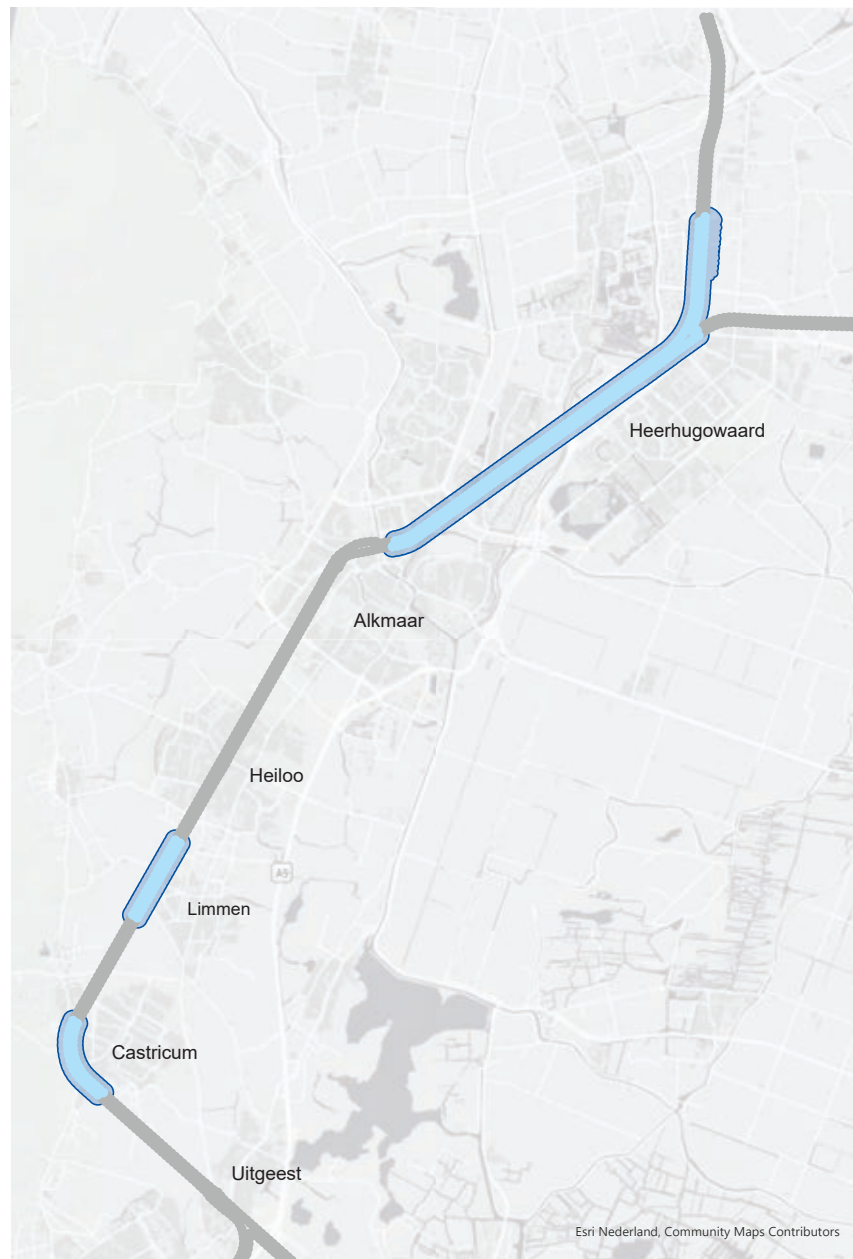 Heerhugowaard
Alkmaar
Heiloo
A9
Limmen
Castricum
Uitgeest
Esri Nederland, Community Maps Contributors